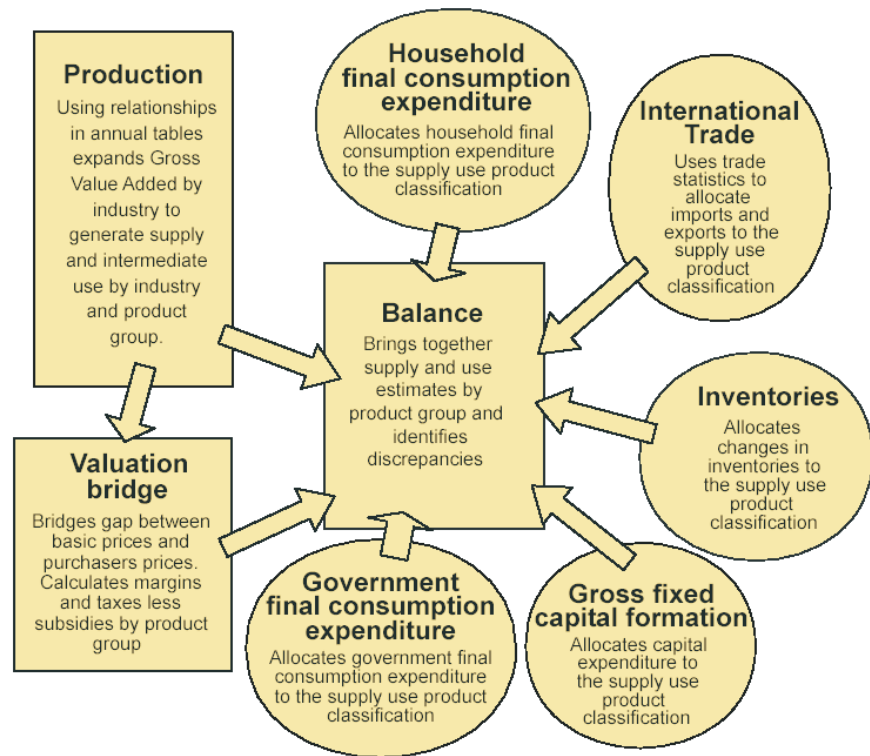 Production
Using relationships
in annual tables
expands Gross
Value Added by
industry to
generate supply
and intermediate
use by industry
and product
group.
Household
final consumption
expenditure
Allocates household final
consumption expenditure
to the supply use product
classification
International
Trade
Uses trade
statistics to
allocate
imports and
exports to the
supply use
product
classification
Balance
Brings together
supply and use
estimates by
product group and
identifies
discrepancies
Inventories
Allocates
changes in
inventories to
the supply use
product
classification
Valuation
bridge
Bridges gap between
basic prices and
purchasers prices.
Calculates margins
and taxes less
subsidies by product
group
Government
final consumption
expenditure
Allocates government final
consumption expenditure
to the supply use product
classification
Gross fixed
capital formation
Allocates capital
expenditure to
the supply use
product
classification